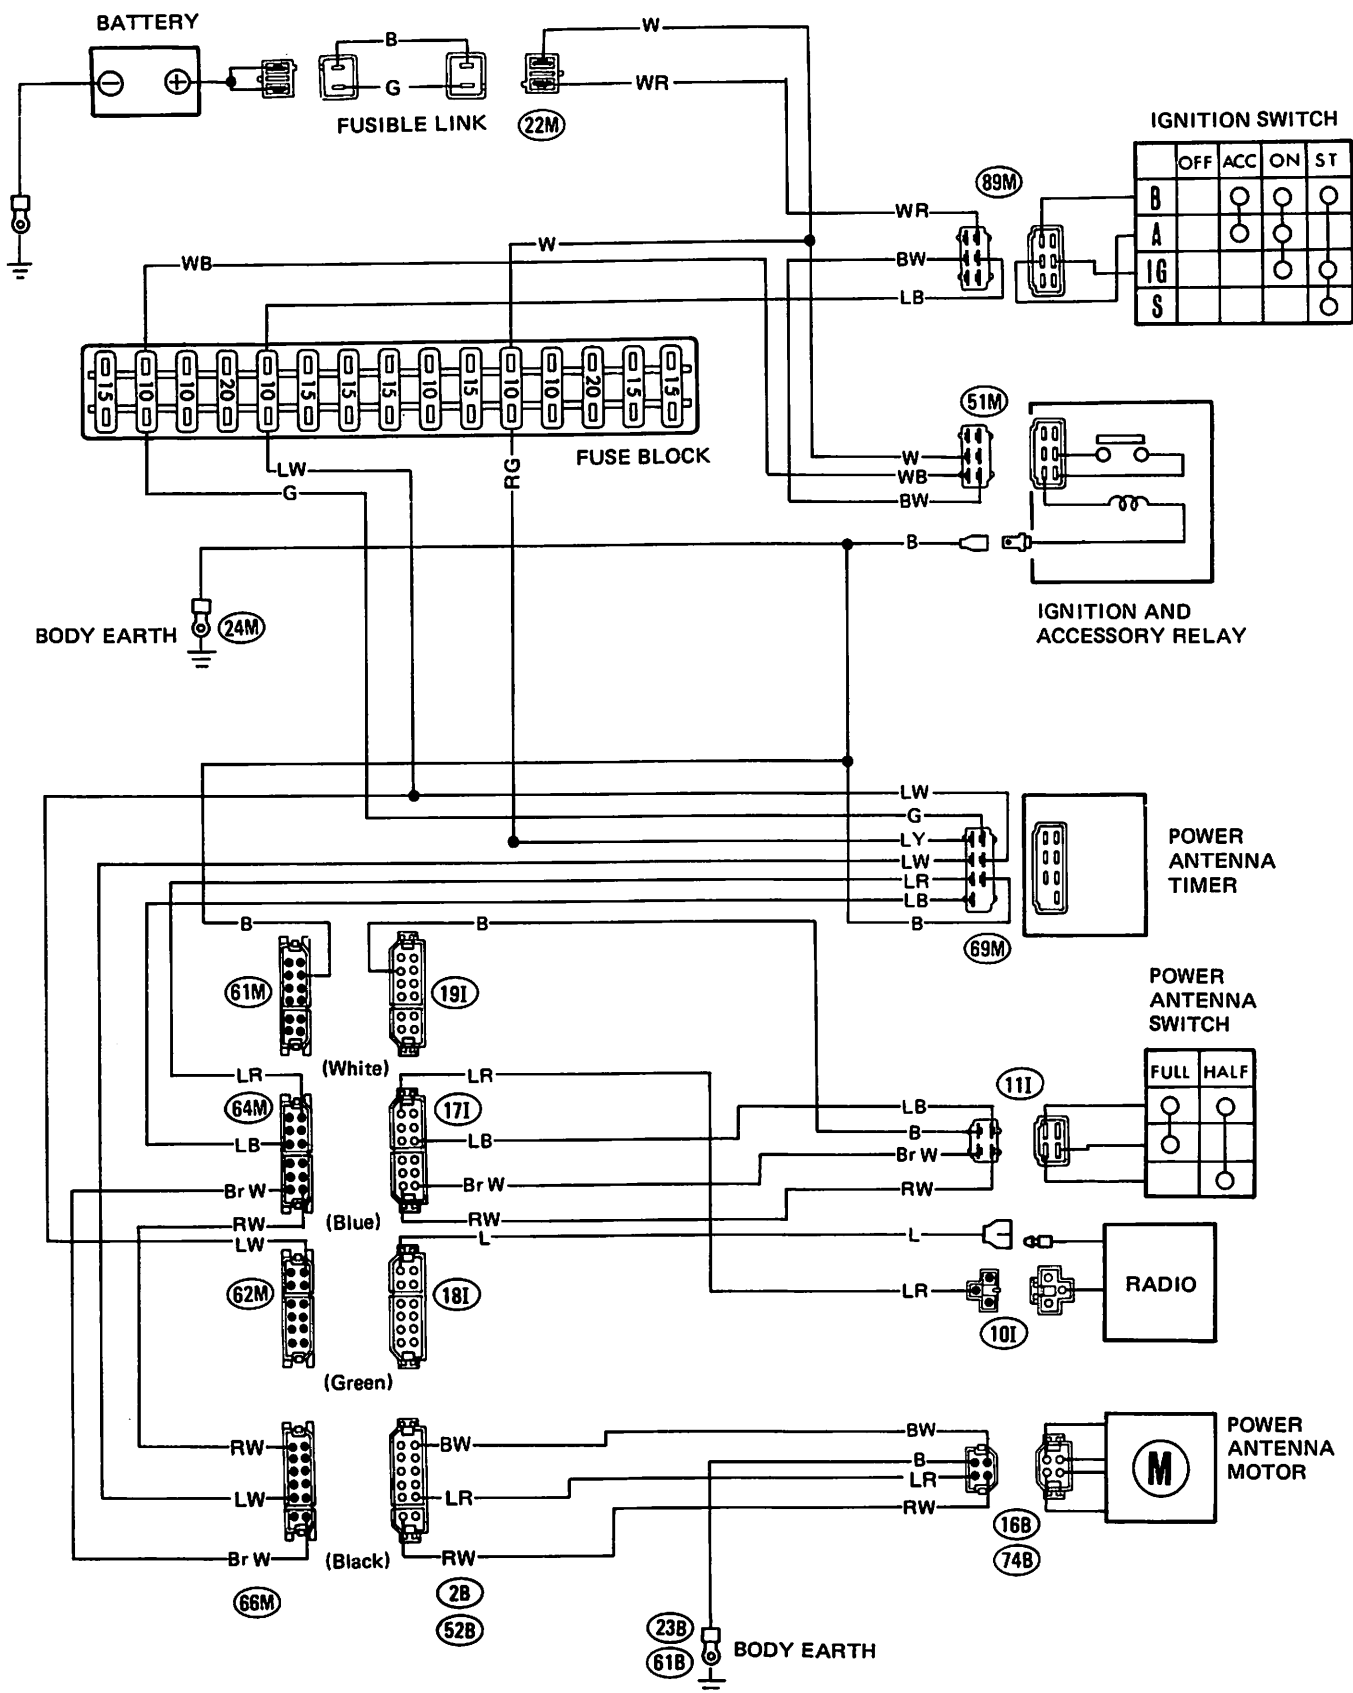 BATTERY
B
W
G
WR
FUSIBLE LINK
22M
IGNITION SWITCH
OFF ACC ON ST
B
A
IG
S
89M
WR
W
BW
WB
LB
15 10 10 20 10 15 15 15 10 15 10 10 20 15 15
FUSE BLOCK
51M
W
WB
BW
LW
G
RG
B
BODY EARTH
24M
IGNITION AND
ACCESSORY RELAY
LW
G
LY
LW
LR
LB
B
69M
POWER
ANTENNA
TIMER
B
B
61M
19I
(White)
POWER
ANTENNA
SWITCH
FULL HALF
LR
LR
64M
17I
11I
LB
LB
LB
B
Br W
Br W
Br W
RW
RW
RW
(Blue)
LW
L
L
62M
18I
LR
10I
RADIO
(Green)
RW
BW
BW
B
LR
RW
LW
LR
Br W
(Black)
RW
66M
2B
52B
16B
74B
M
POWER
ANTENNA
MOTOR
23B
61B
BODY EARTH